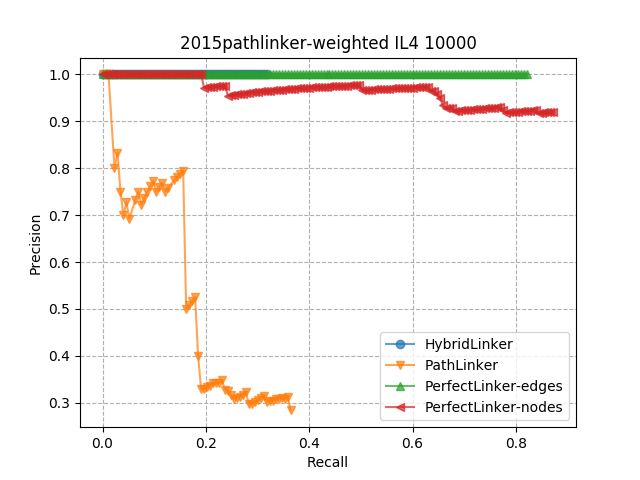 2015pathlinker-weighted IL4 10000
Precision
1.0
0.9
0.8
0.7
0.6
0.5
0.4
0.3
0.0
0.2
0.4
0.6
0.8
Recall
HybridLinker
PathLinker
PerfectLinker-edges
PerfectLinker-nodes